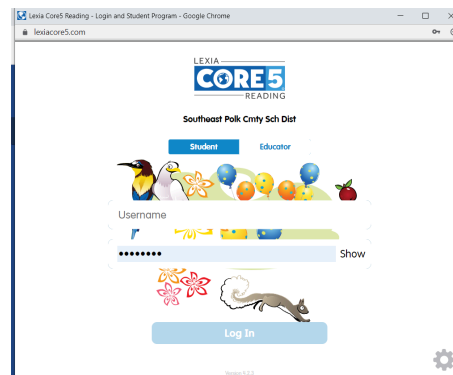 Lexia Core5 Reading - Login and Student Program - Google Chrome
lexiacore5.com
LEXIA
CORE5
READING
Southeast Polk Cmty Sch Dist
Student Educator
Username
Show
Log In